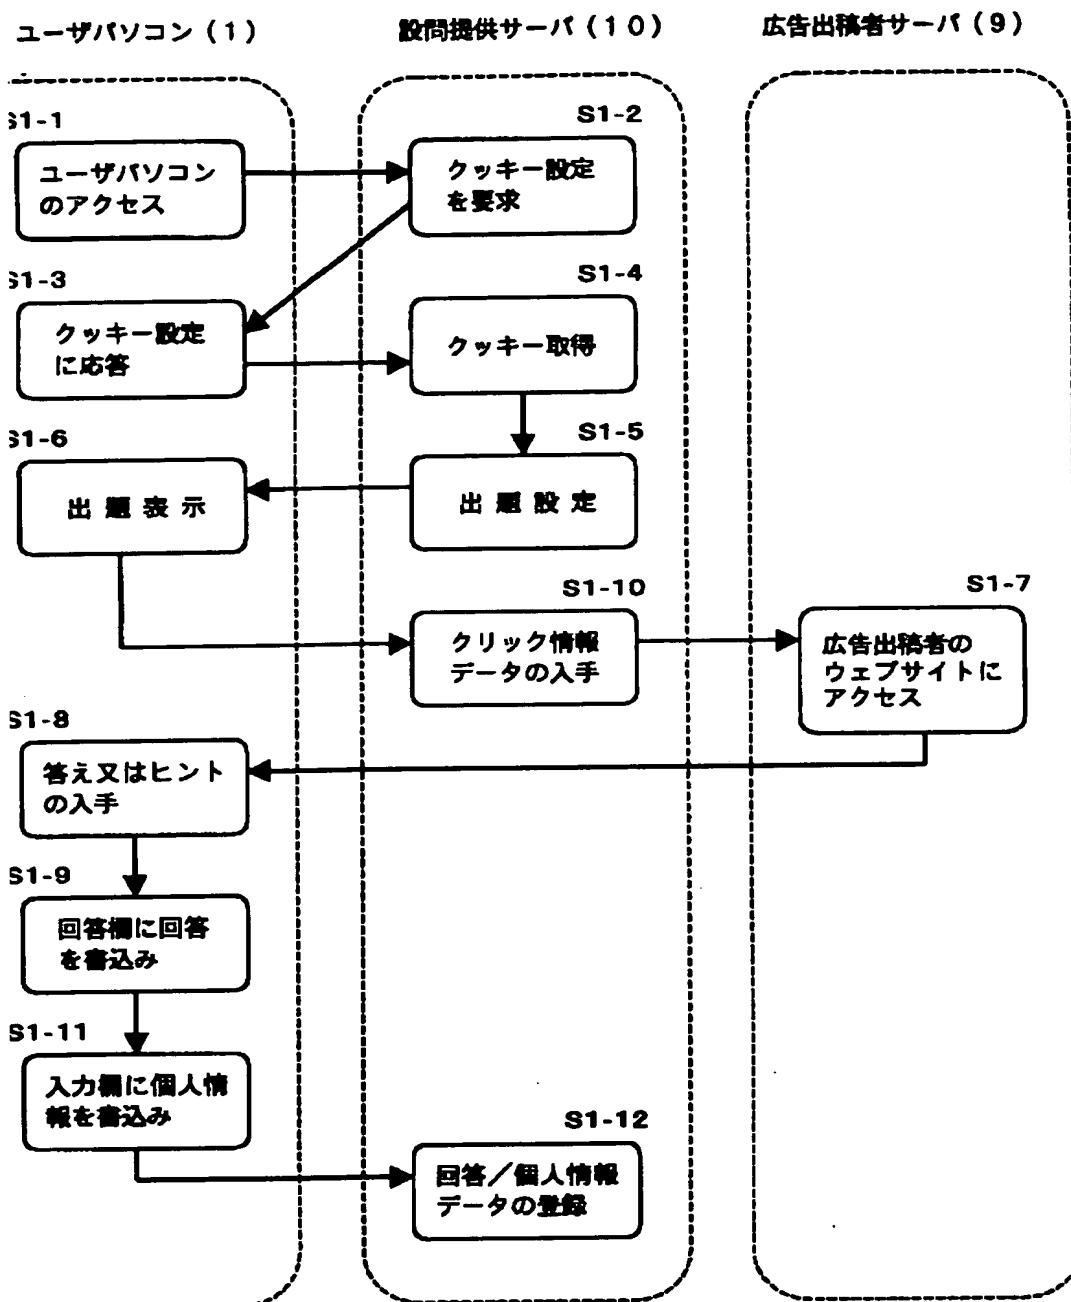 ユーザパソコン(1)
設問提供サーバ(10)
広告出稿者サーバ(9)
S1-1
ユーザパソコン
のアクセス
S1-2
クッキー設定
を要求
S1-3
クッキー設定
に応答
S1-4
クッキー取得
S1-5
出題設定
S1-6
出題表示
S1-10
クリック情報
データの入手
S1-7
広告出稿者の
ウェブサイトに
アクセス
S1-8
答え又はヒント
の入手
S1-9
回答欄に回答
を書込み
S1-11
入力欄に個人情
報を書込み
S1-12
回答/個人情報
データの登録